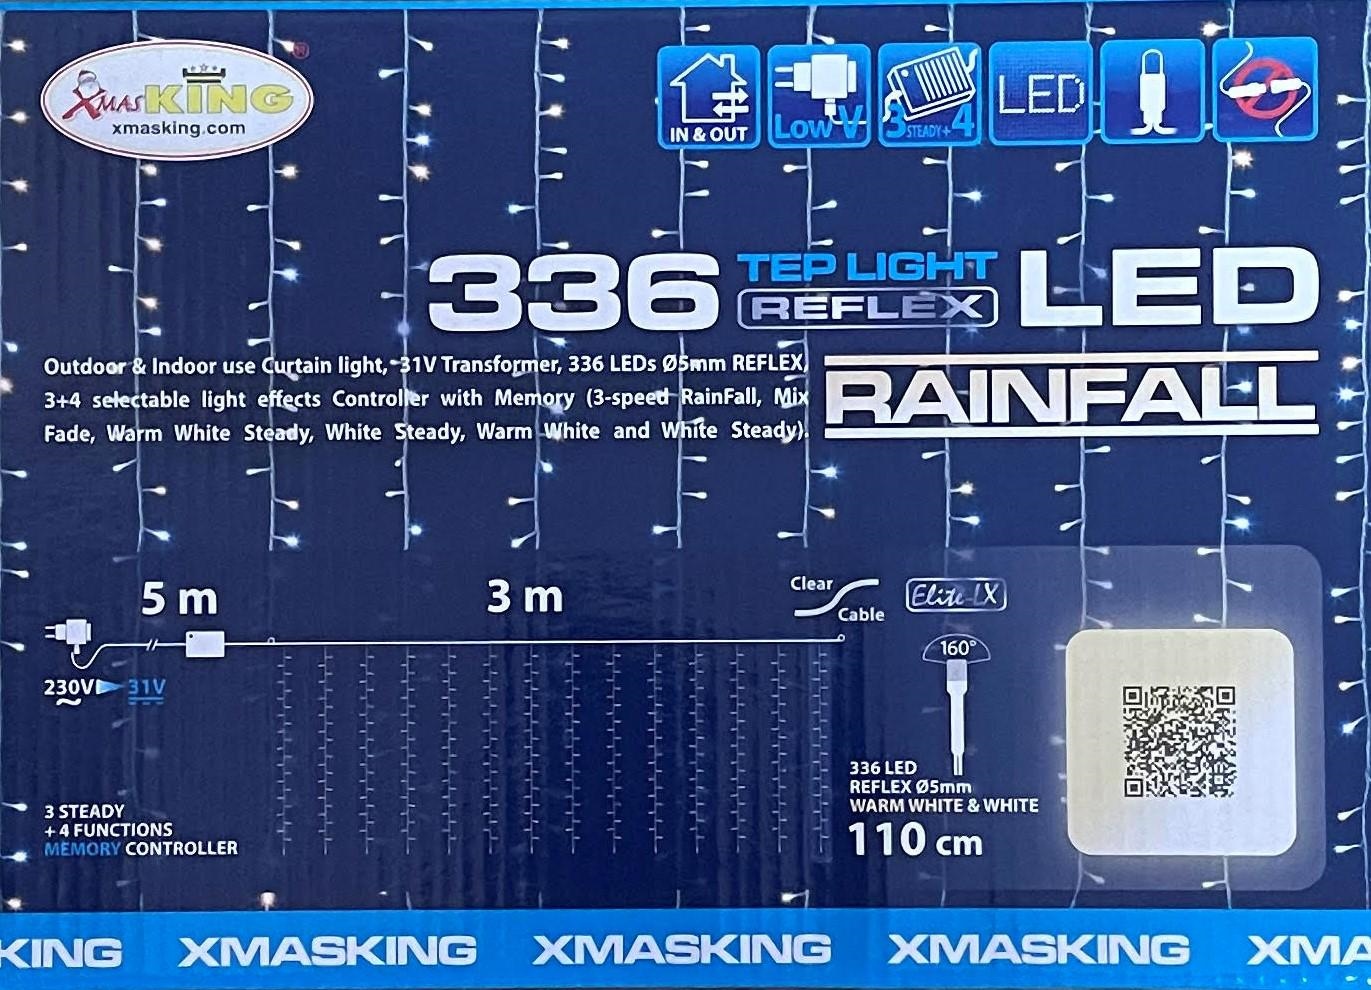 XMASKING
®
xmasking.com
IN & OUT
Low V
3 STEADY+ 4
LED
336 TEP LIGHT REFLEX LED
RAINFALL
Outdoor & Indoor use Curtain light, 31V Transformer, 336 LEDs Ø5mm REFLEX,
3+4 selectable light effects Controller with Memory (3-speed RainFall, Mix
Fade, Warm White Steady, White Steady, Warm White and White Steady).
5 m
3 m
Clear
Cable
Elite-LX
160°
230V 31V
336 LED
REFLEX Ø5mm
WARM WHITE & WHITE
110 cm
3 STEADY
+ 4 FUNCTIONS
MEMORY CONTROLLER
KING XMASKING XMASKING XMASKING XMA